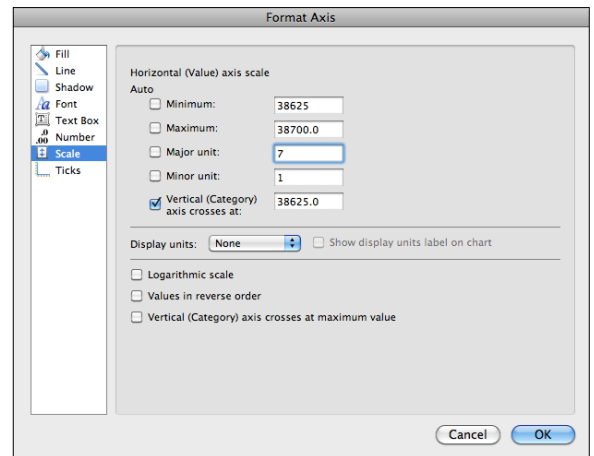 Format Axis
Fill
Line
Shadow
Font
Text Box
Number
Scale
Ticks
Horizontal (Value) axis scale
Auto
Minimum: 38625
Maximum: 38700.0
Major unit: 7
Minor unit: 1
Vertical (Category)
axis crosses at: 38625.0
Display units: None Show display units label on chart
Logarithmic scale
Values in reverse order
Vertical (Category) axis crosses at maximum value
Cancel OK